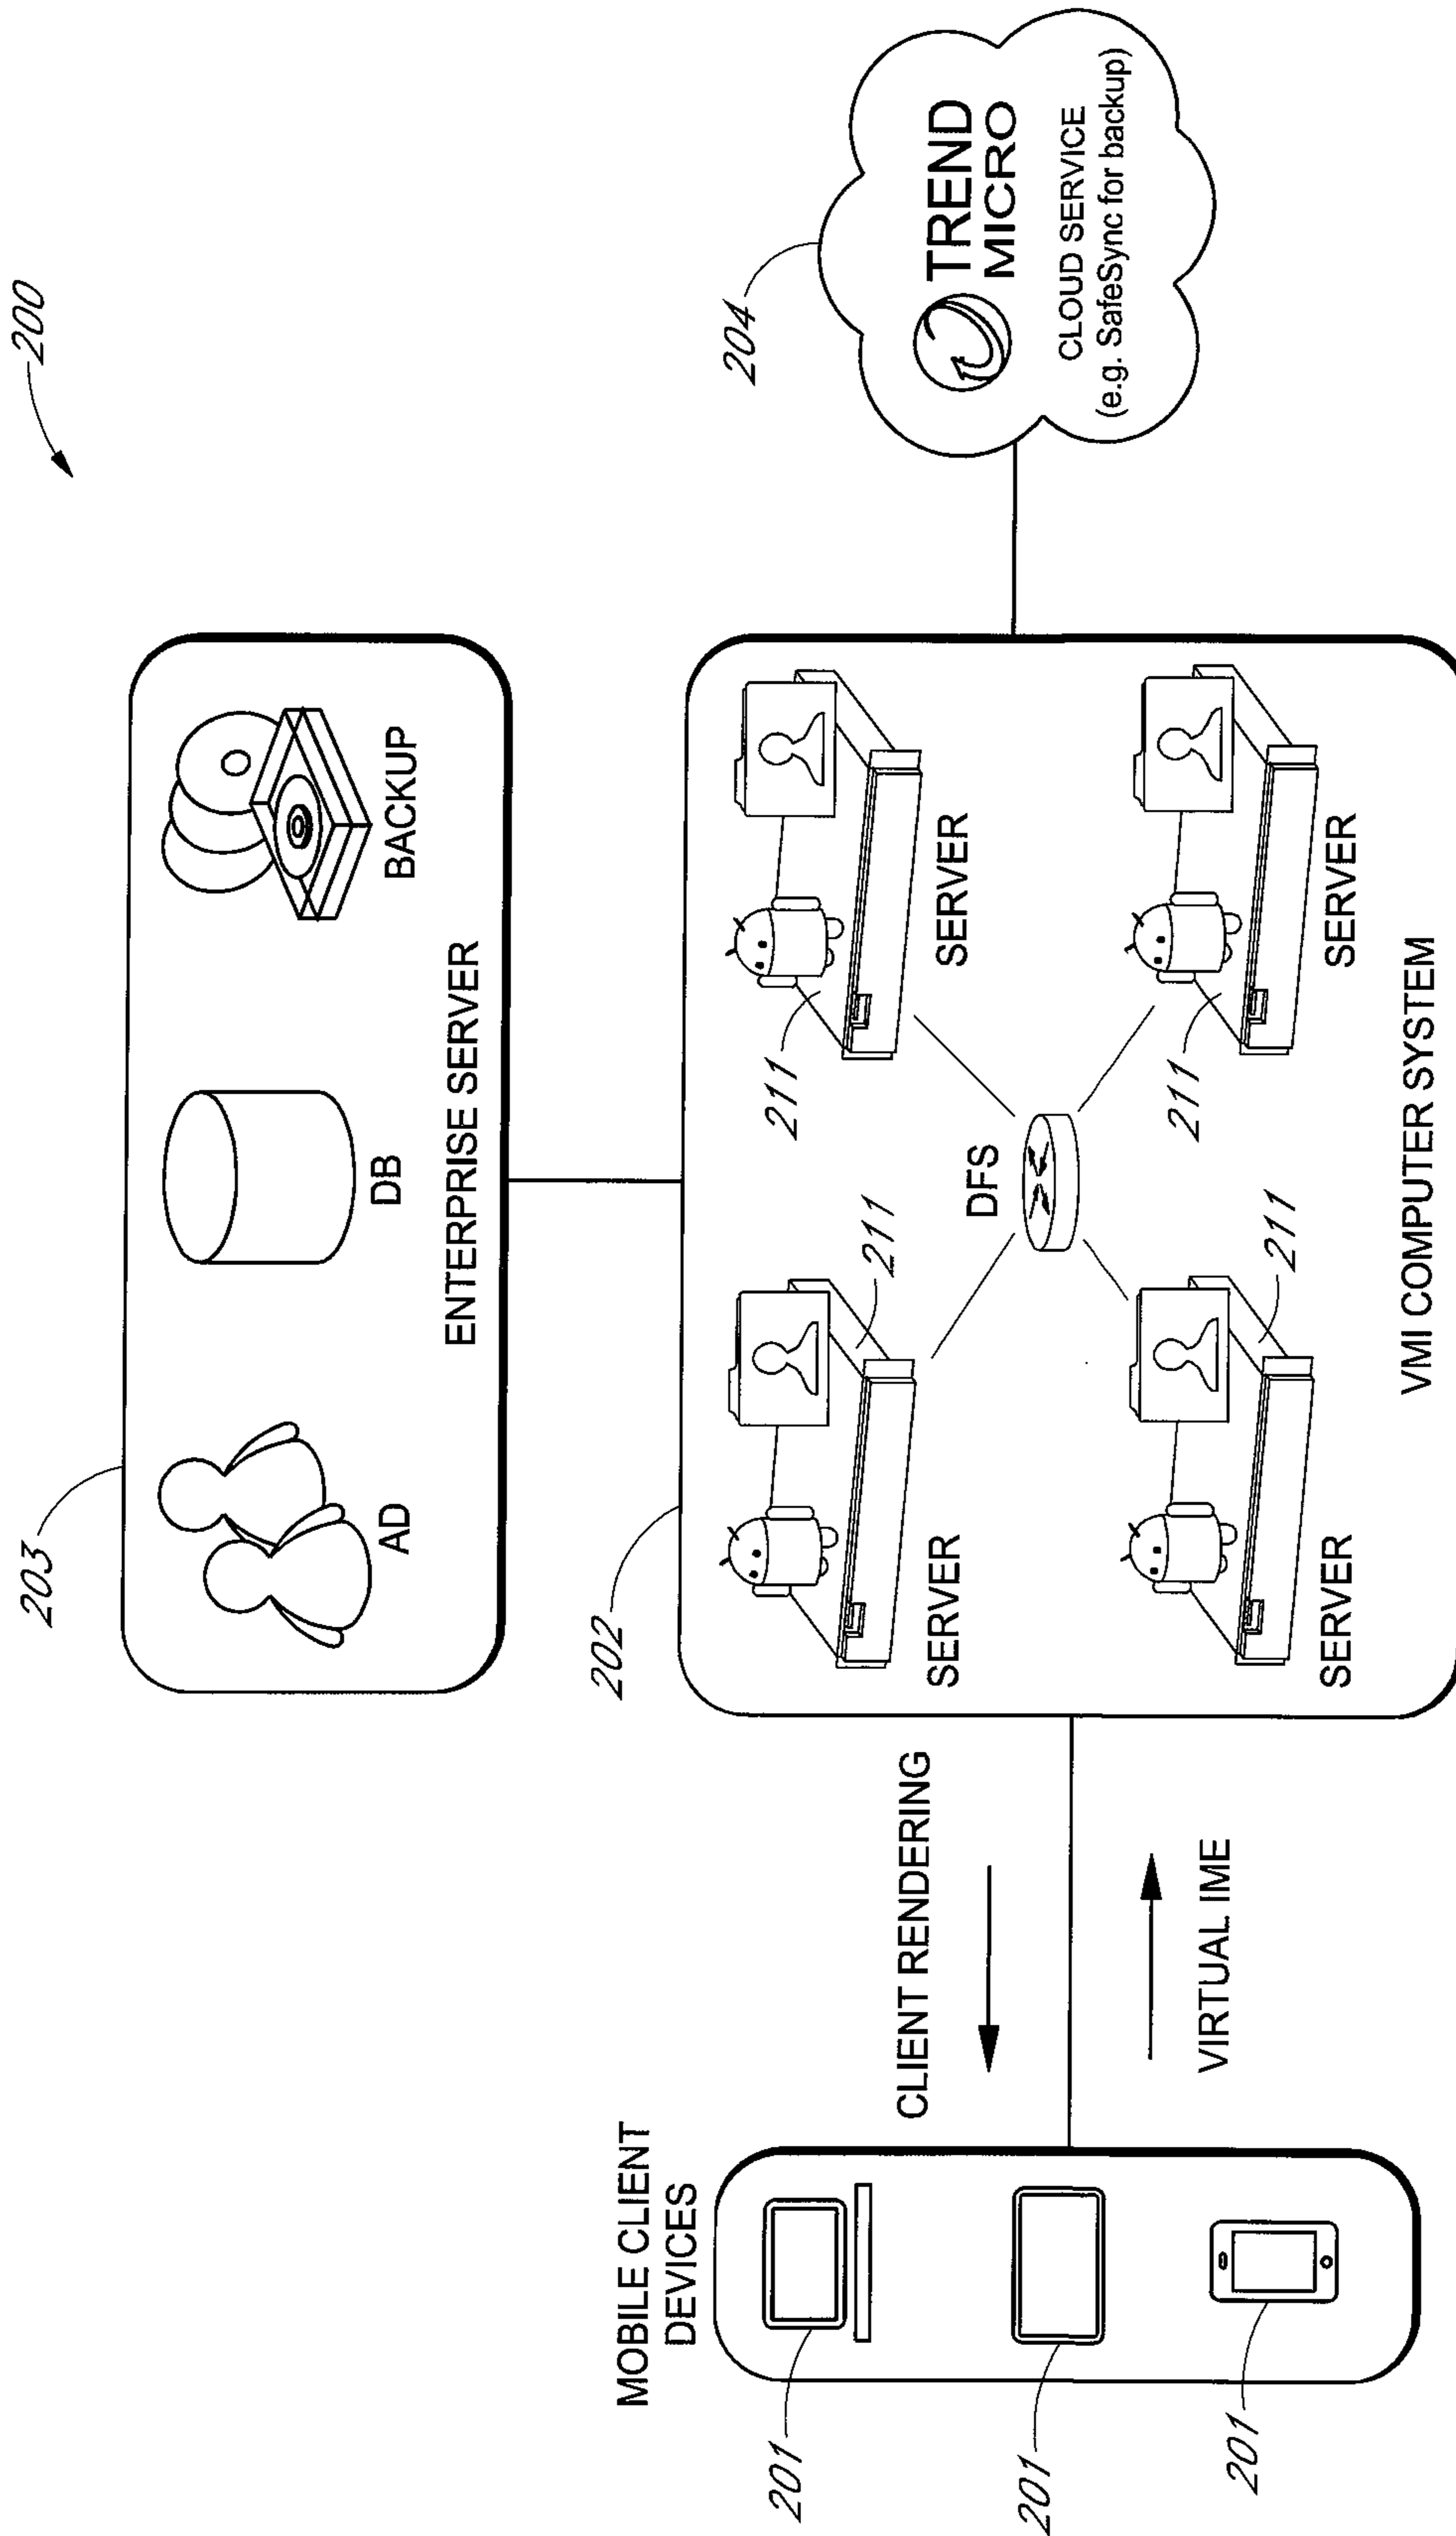 200
203
AD
DB
BACKUP
ENTERPRISE SERVER
202
204
TREND
MICRO
CLOUD SERVICE
(e.g. SafeSync for backup)
MOBILE CLIENT
DEVICES
201
201
201
CLIENT RENDERING
VIRTUAL IME
211
SERVER
211
SERVER
DFS
211
SERVER
211
SERVER
VMI COMPUTER SYSTEM